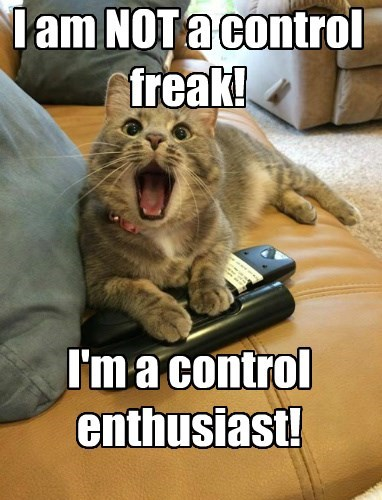 I am NOT a control
freak!
I'm a control
enthusiast!